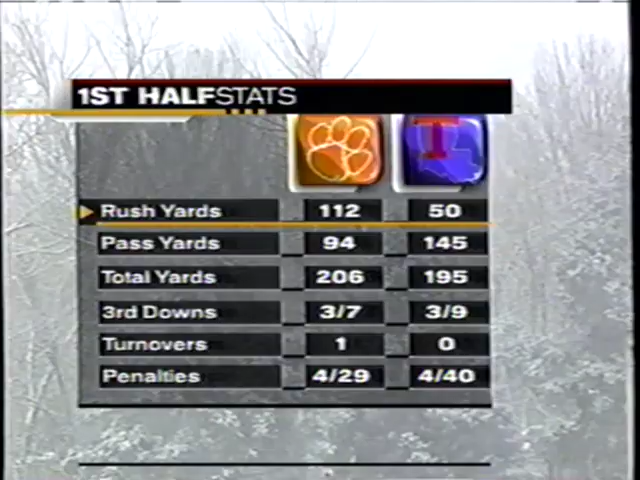 1ST HALFSTATS
T
Rush Yards 112 50
Pass Yards 94 145
Total Yards 206 195
3rd Downs 3/7 3/9
Turnovers 1 0
Penalties 4/29 4/40